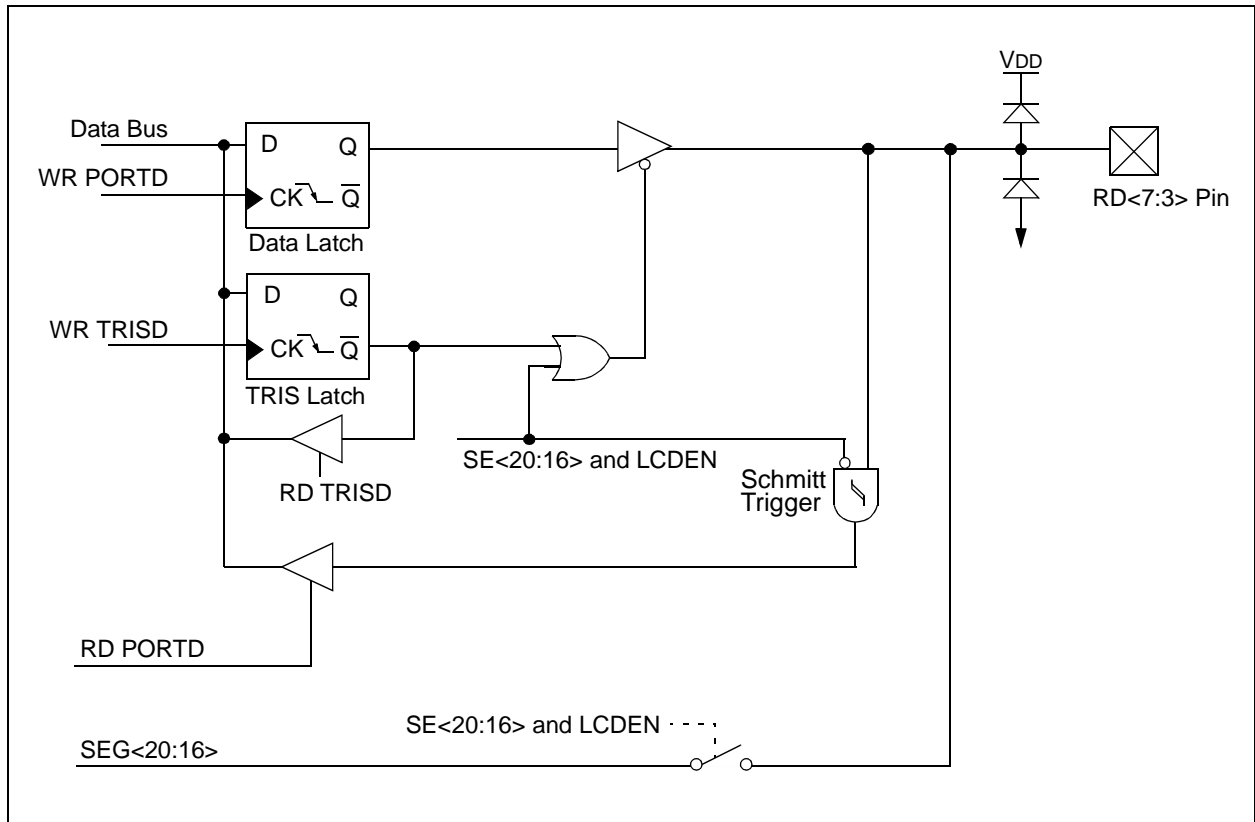 VDD
Data Bus
D Q
WR PORTD
CK Q̅
RD<7:3> Pin
Data Latch
D Q
WR TRISD
CK Q̅
TRIS Latch
SE<20:16> and LCDEN
Schmitt
Trigger
RD TRISD
RD PORTD
SE<20:16> and LCDEN
SEG<20:16>